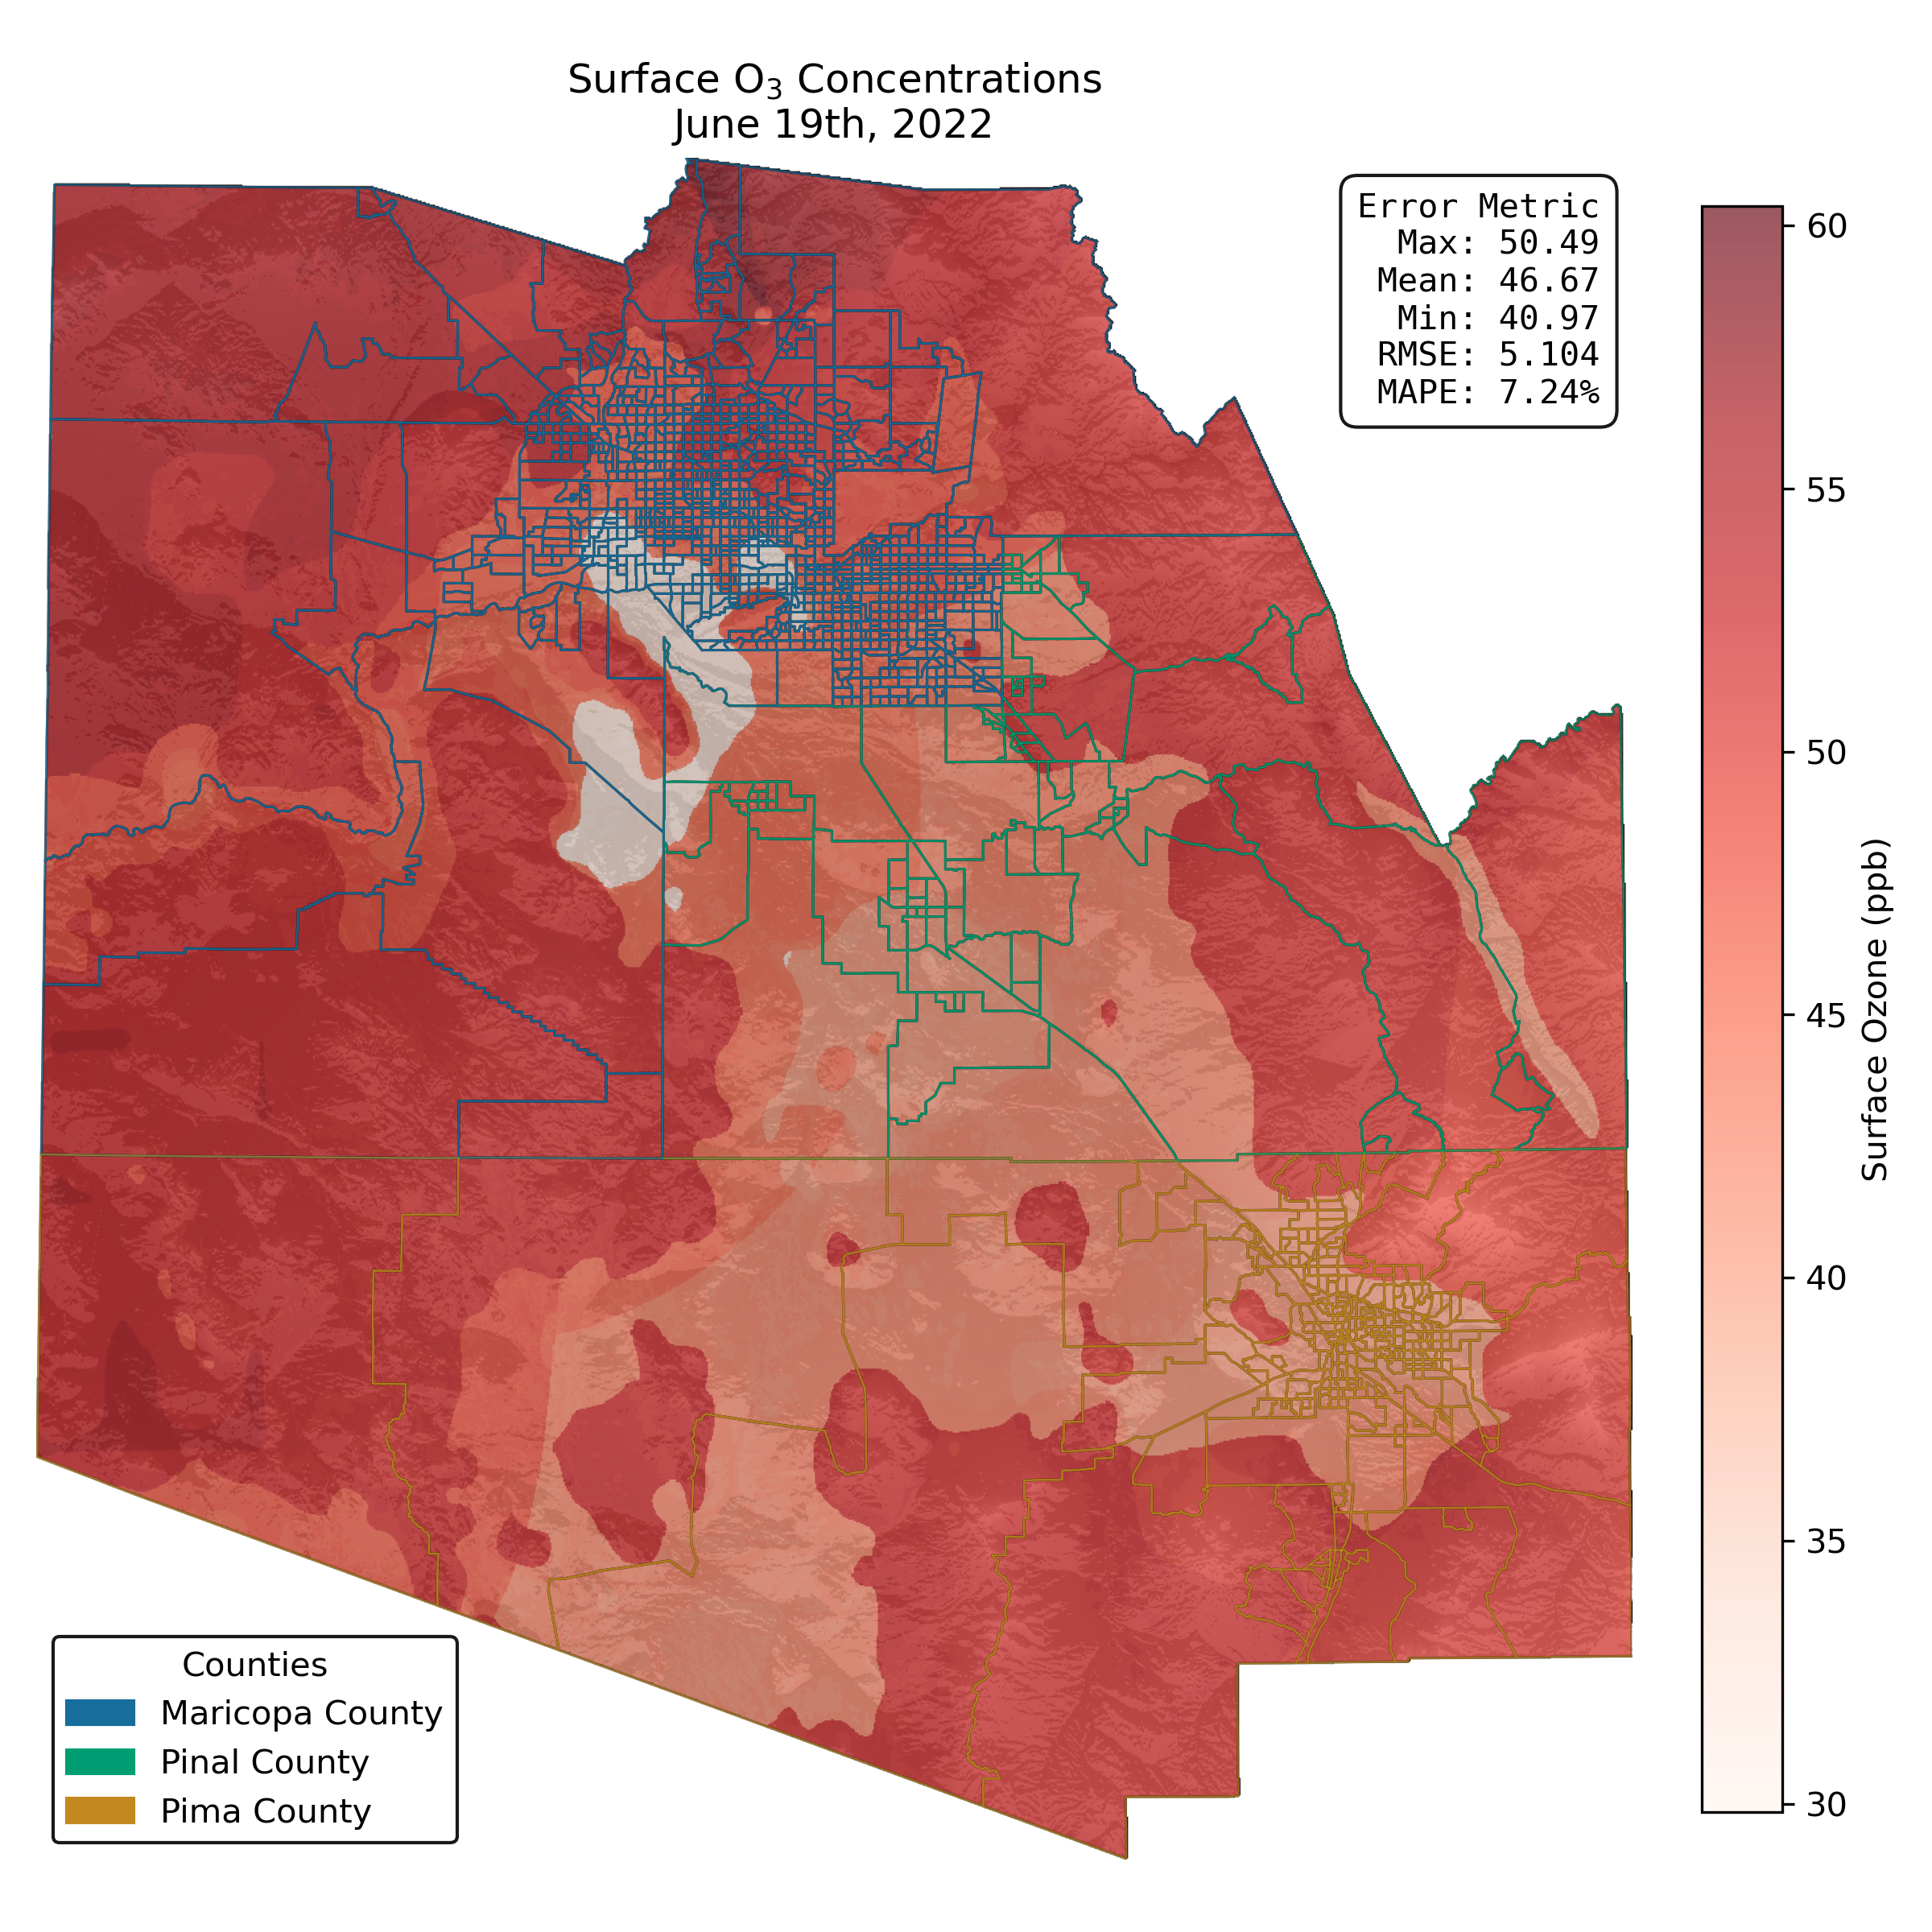 Surface O₃ Concentrations
June 19th, 2022
Error Metric
Max: 50.49
Mean: 46.67
Min: 40.97
RMSE: 5.104
MAPE: 7.24%
60
55
50
45
40
35
30
Surface Ozone (ppb)
Counties
Maricopa County
Pinal County
Pima County